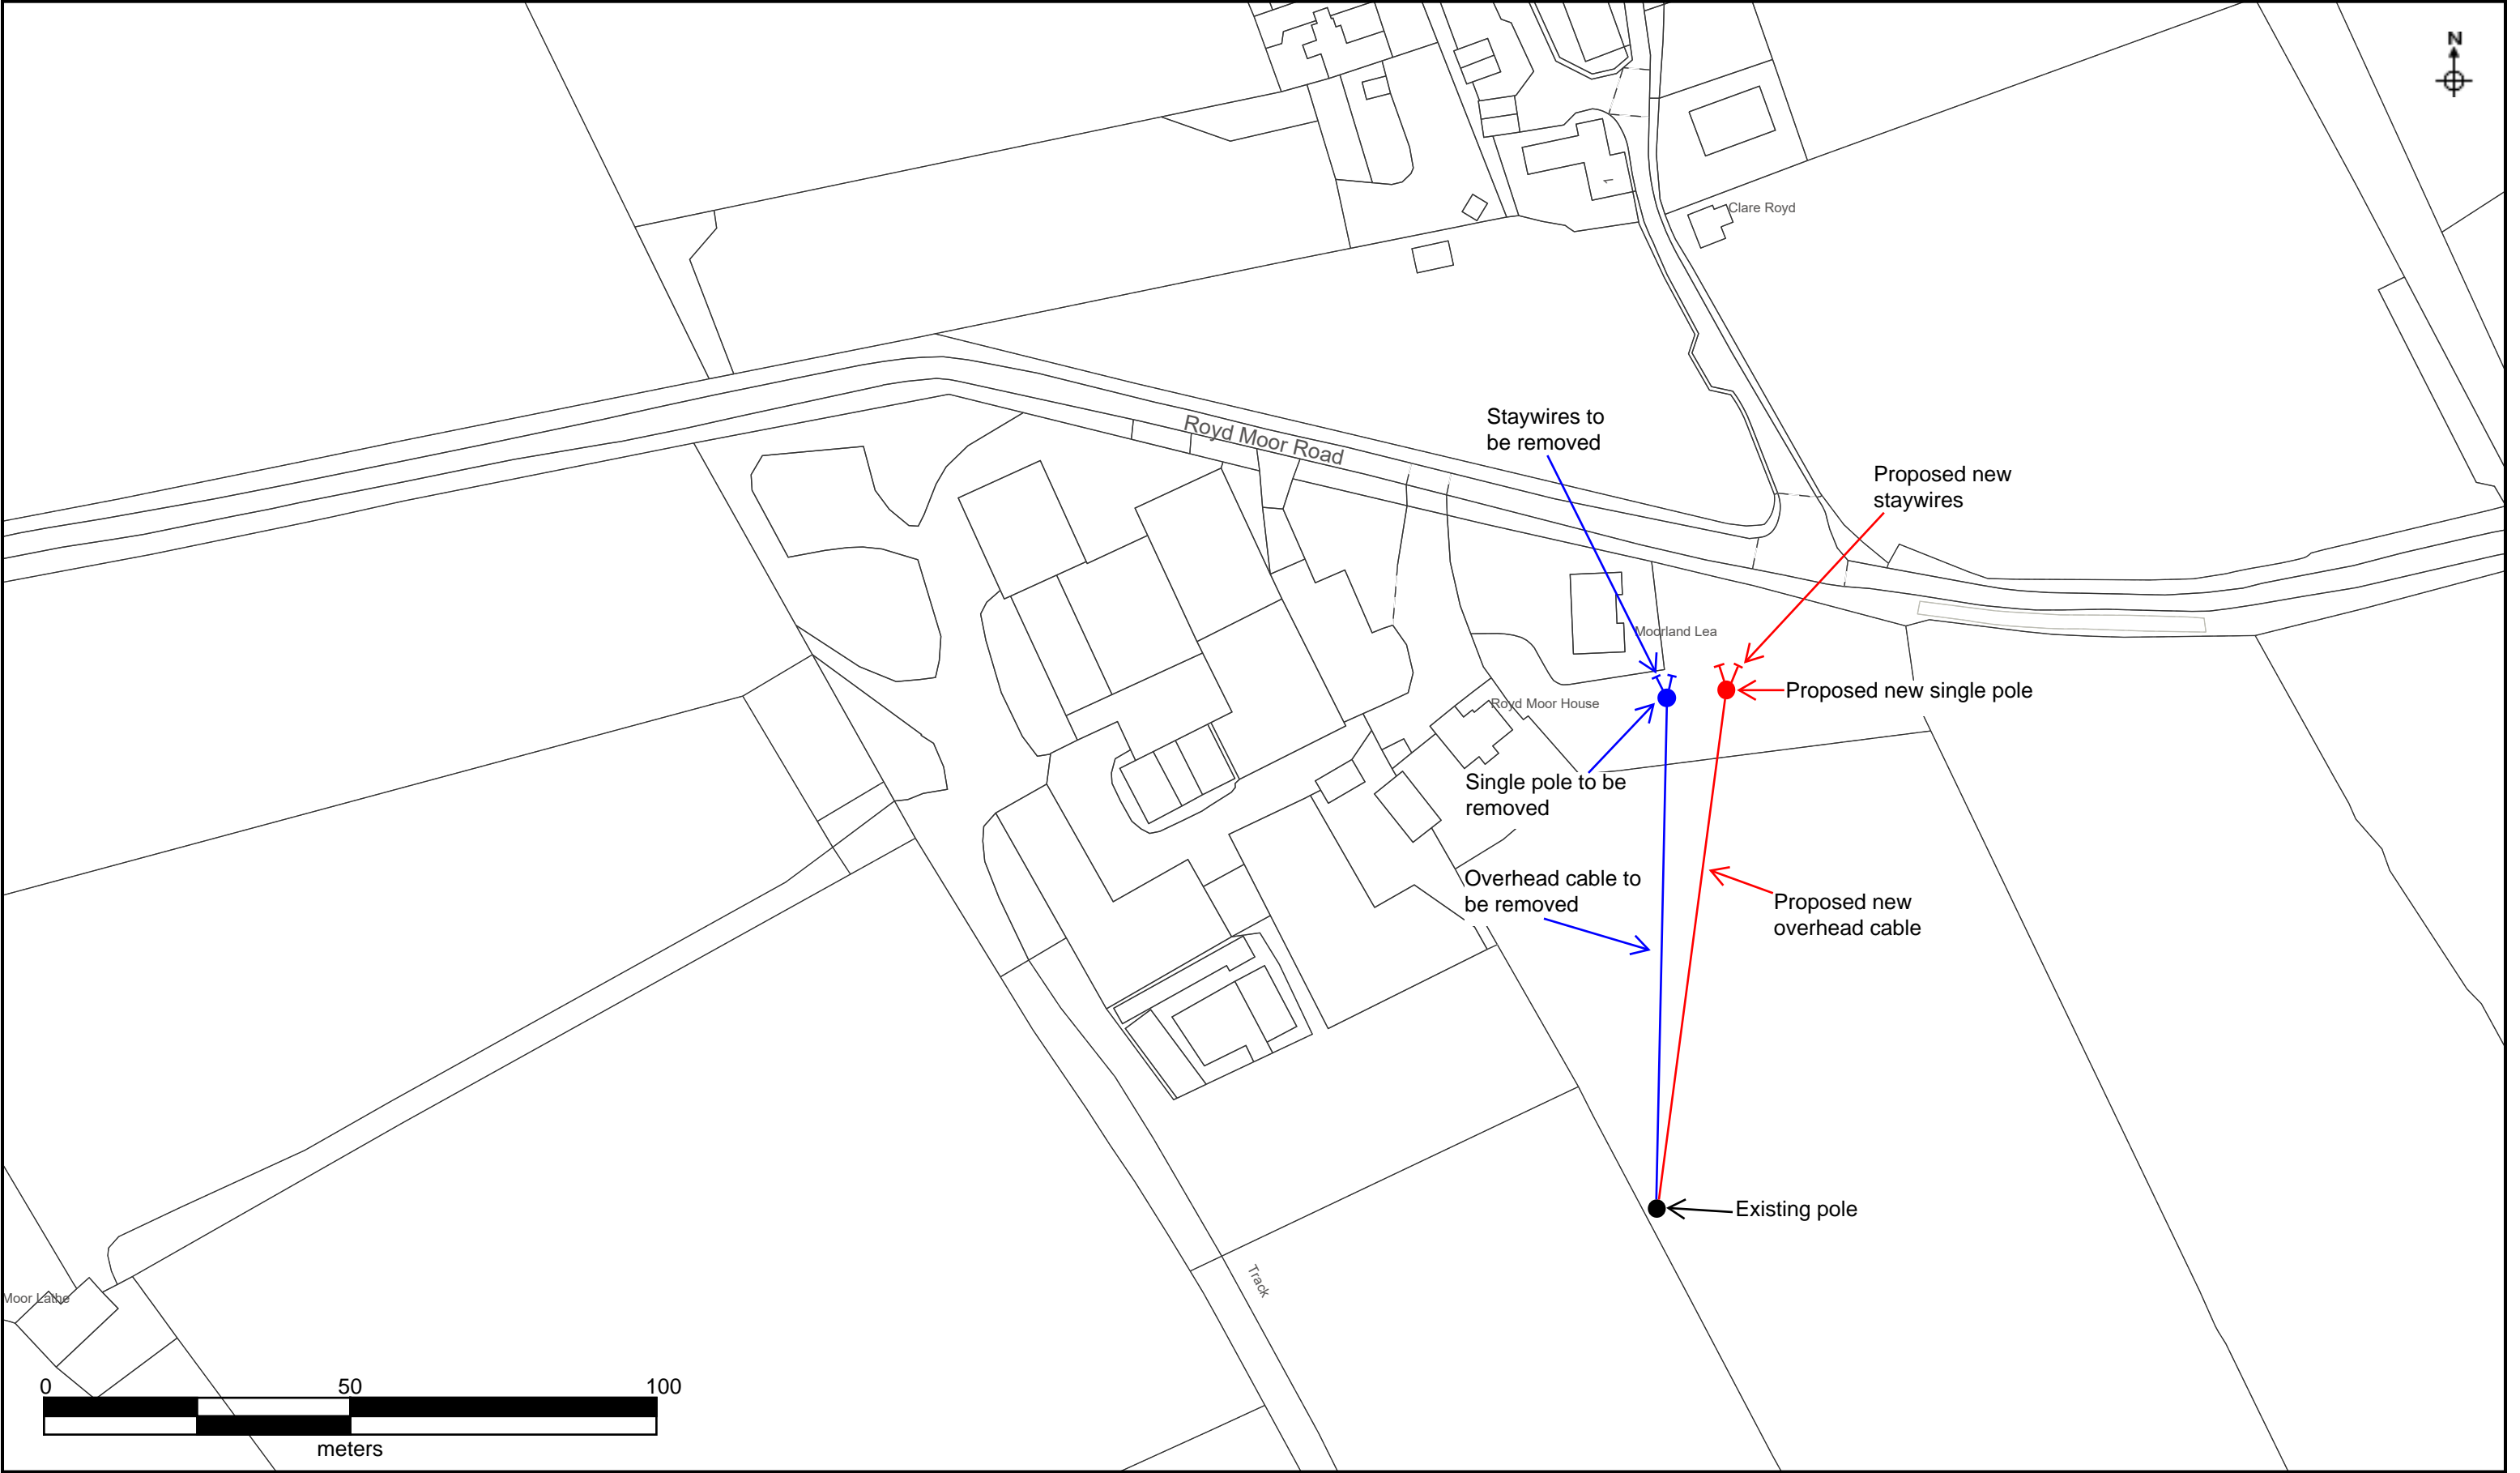 N
1
Clare Royd
Royd Moor Road
Staywires to
be removed
Proposed new
staywires
Moorland Lea
Proposed new single pole
Royd Moor House
Single pole to be
removed
Overhead cable to
be removed
Proposed new
overhead cable
Existing pole
Track
Moor Lathe
0 50 100
meters